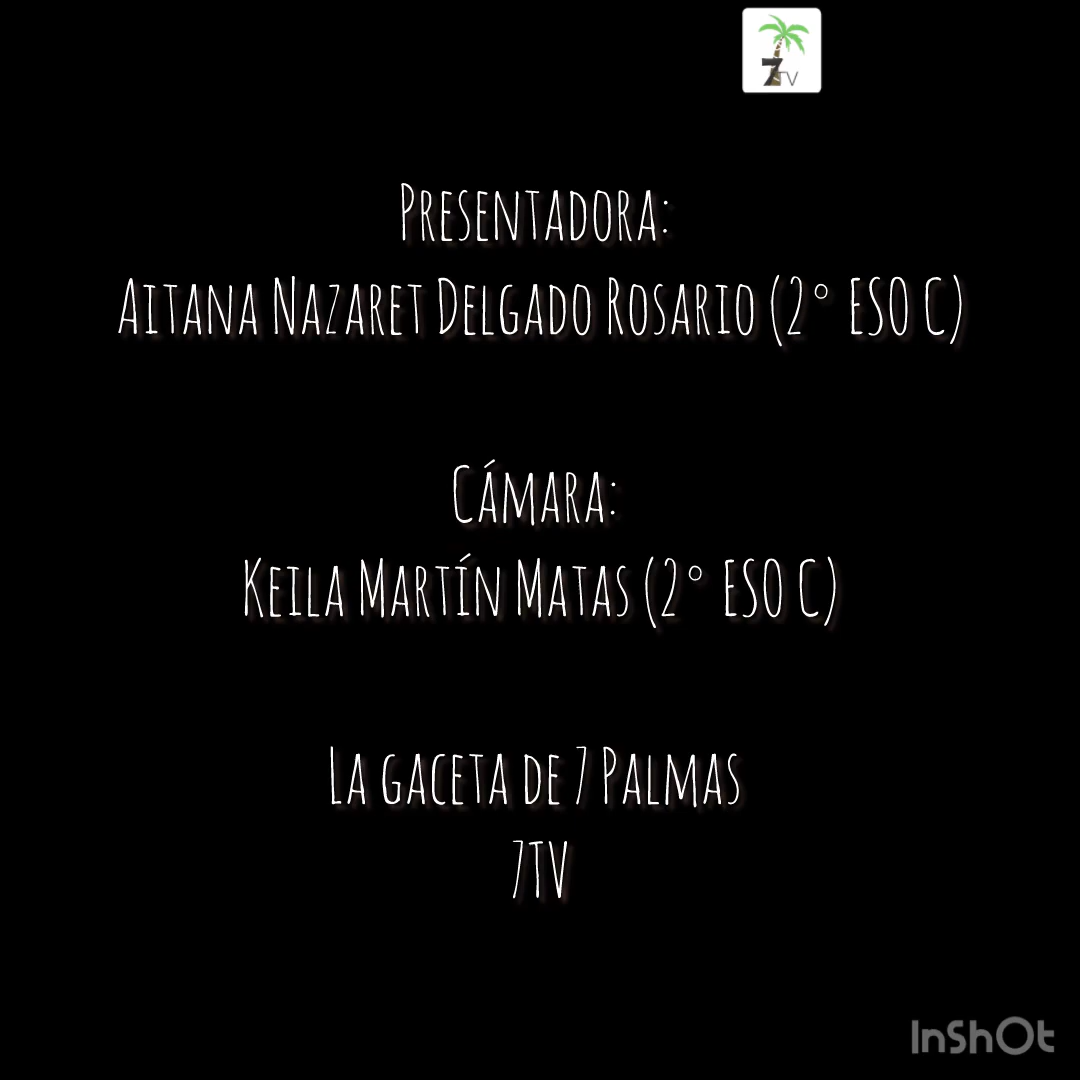 7TV
Presentadora:
Aitana Nazaret Delgado Rosario (2° ESO C)
Cámara:
Keila Martín Matas (2° ESO C)
La gaceta de 7 Palmas
7TV
InShOt